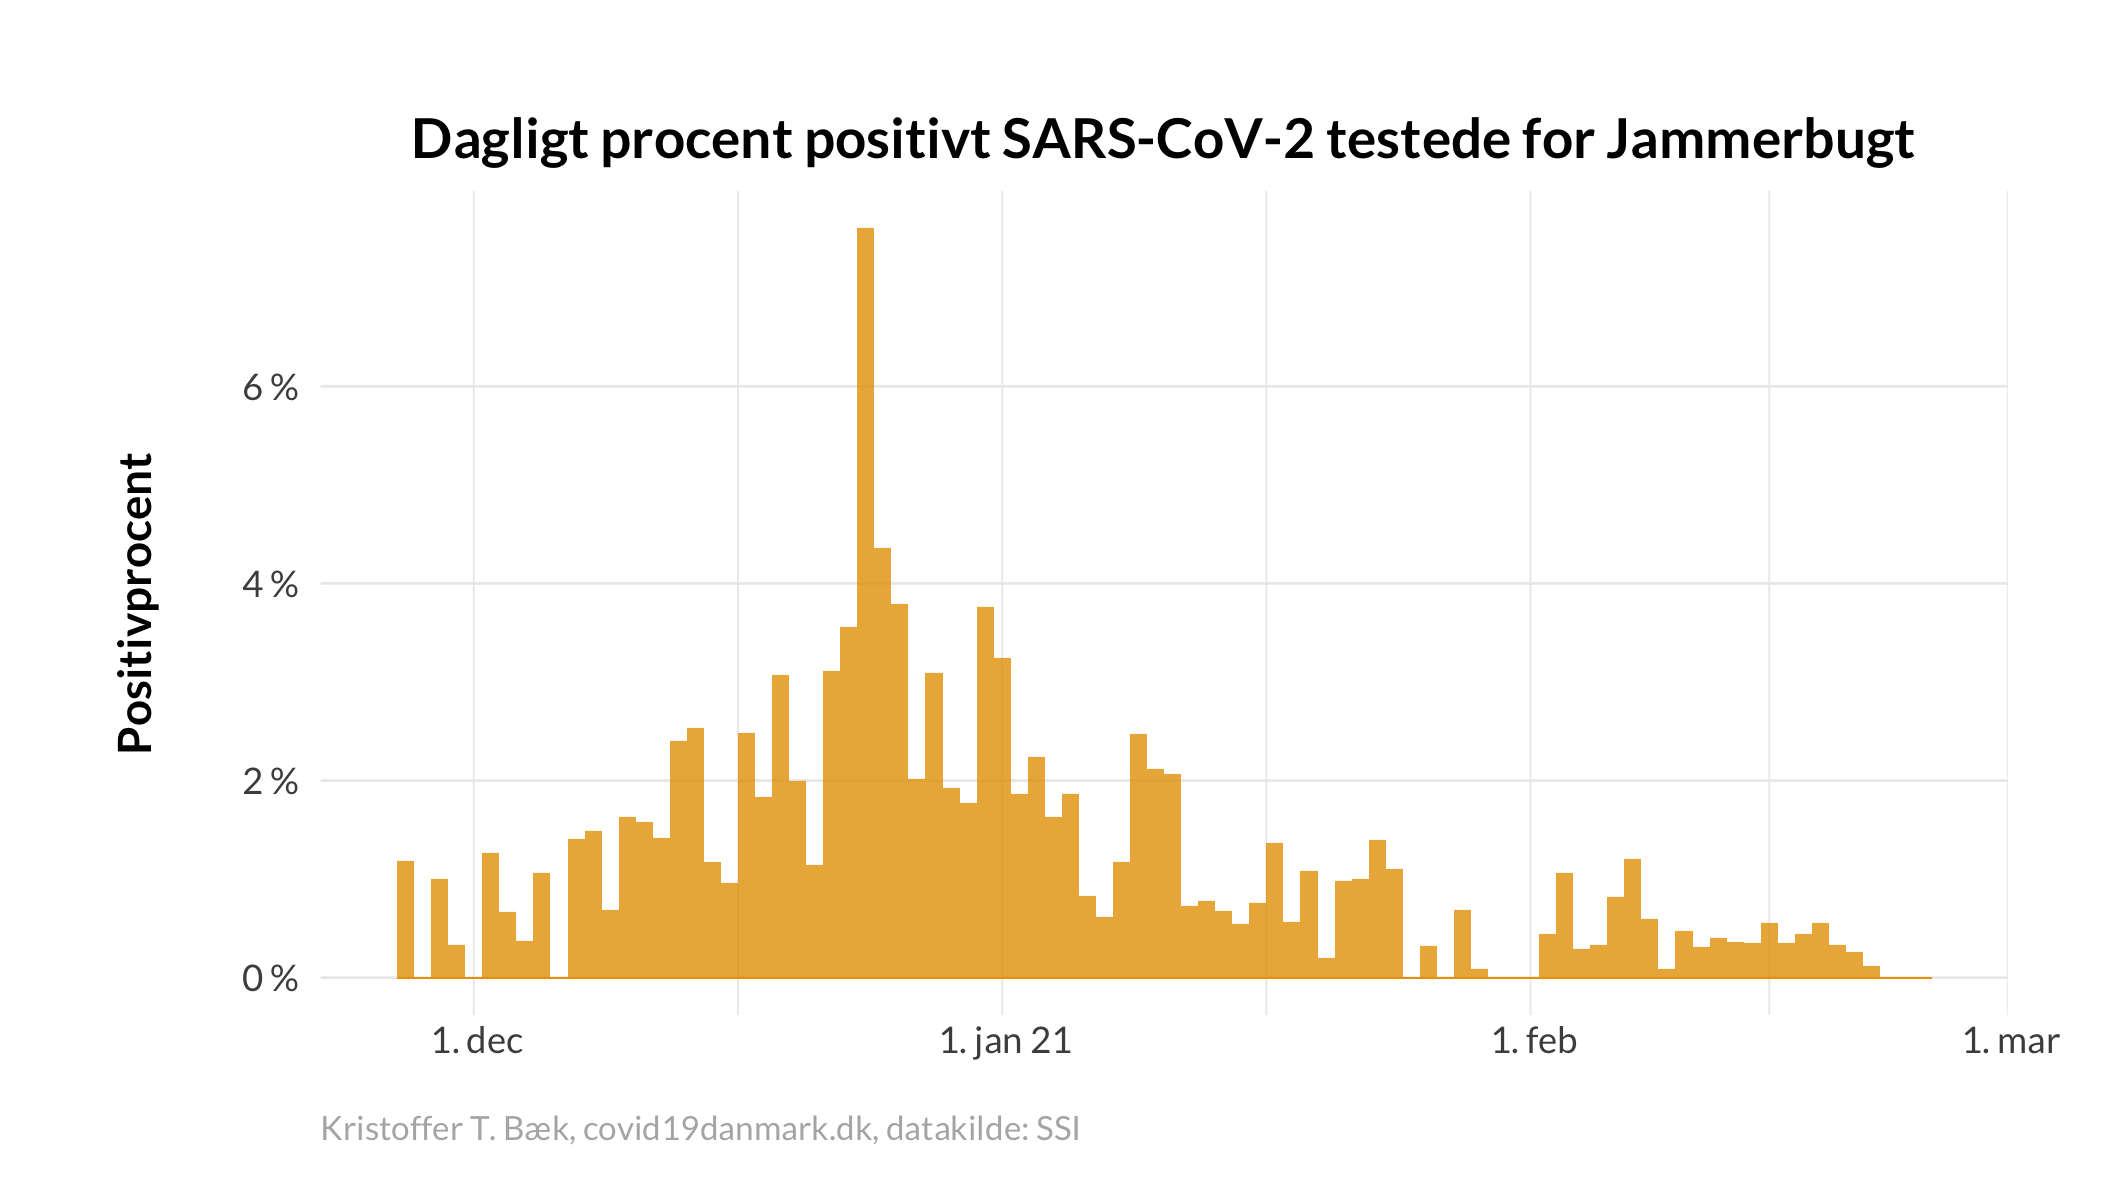 Dagligt procent positivt SARS-CoV-2 testede for Jammerbugt
Positivprocent
6 %
4 %
2 %
0 %
1. dec
1. jan 21
1. feb
1. mar
Kristoffer T. Bæk, covid19danmark.dk, datakilde: SSI